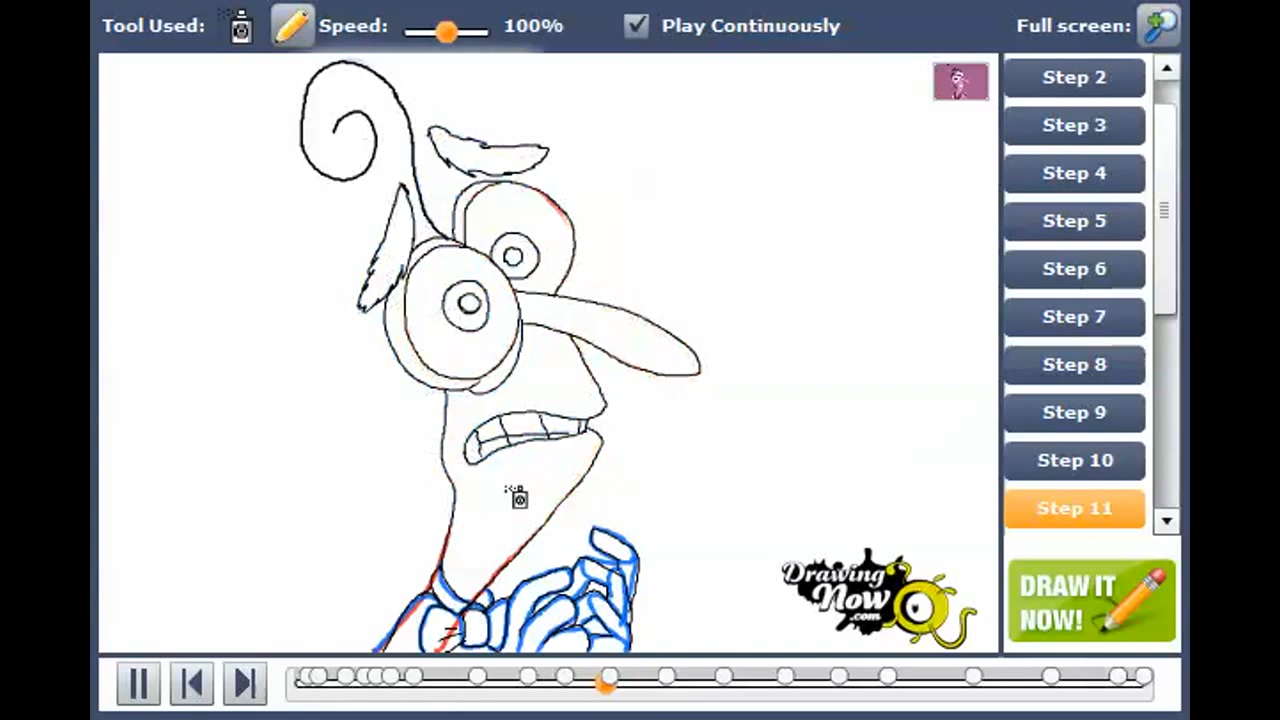 Tool Used:
Speed:
100%
Play Continuously
Full screen:
Step 2
Step 3
Step 4
Step 5
Step 6
Step 7
Step 8
Step 9
Step 10
Step 11
DRAW IT
NOW!
Drawing
Now
.com